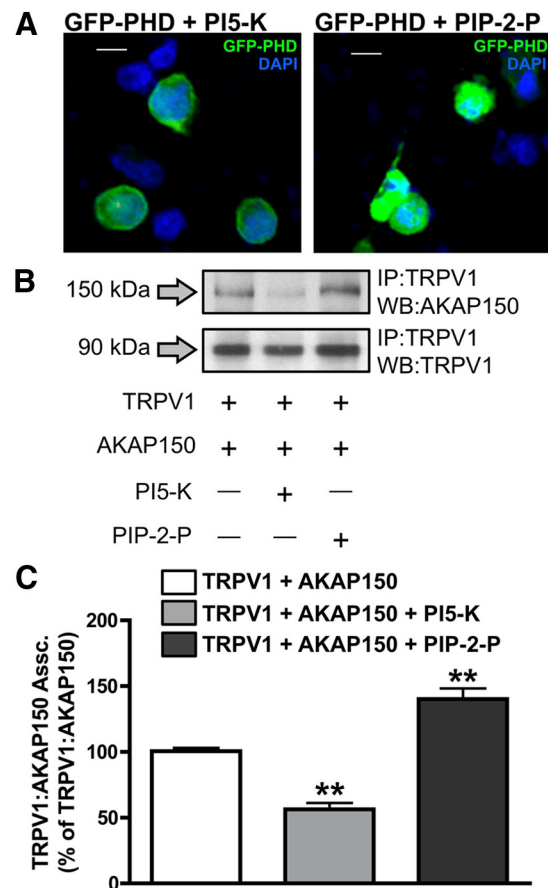 A
GFP-PHD + PI5-K
GFP-PHD + PIP-2-P
GFP-PHD
DAPI
GFP-PHD
DAPI
B
150 kDa
IP:TRPV1
WB:AKAP150
90 kDa
IP:TRPV1
WB:TRPV1
TRPV1 + + +
AKAP150 + + +
PI5-K — + —
PIP-2-P — — +
C
TRPV1 + AKAP150
TRPV1 + AKAP150 + PI5-K
TRPV1 + AKAP150 + PIP-2-P
TRPV1:AKAP150 Assc.
(% of TRPV1:AKAP150)
200
150
100
50
0
**
**